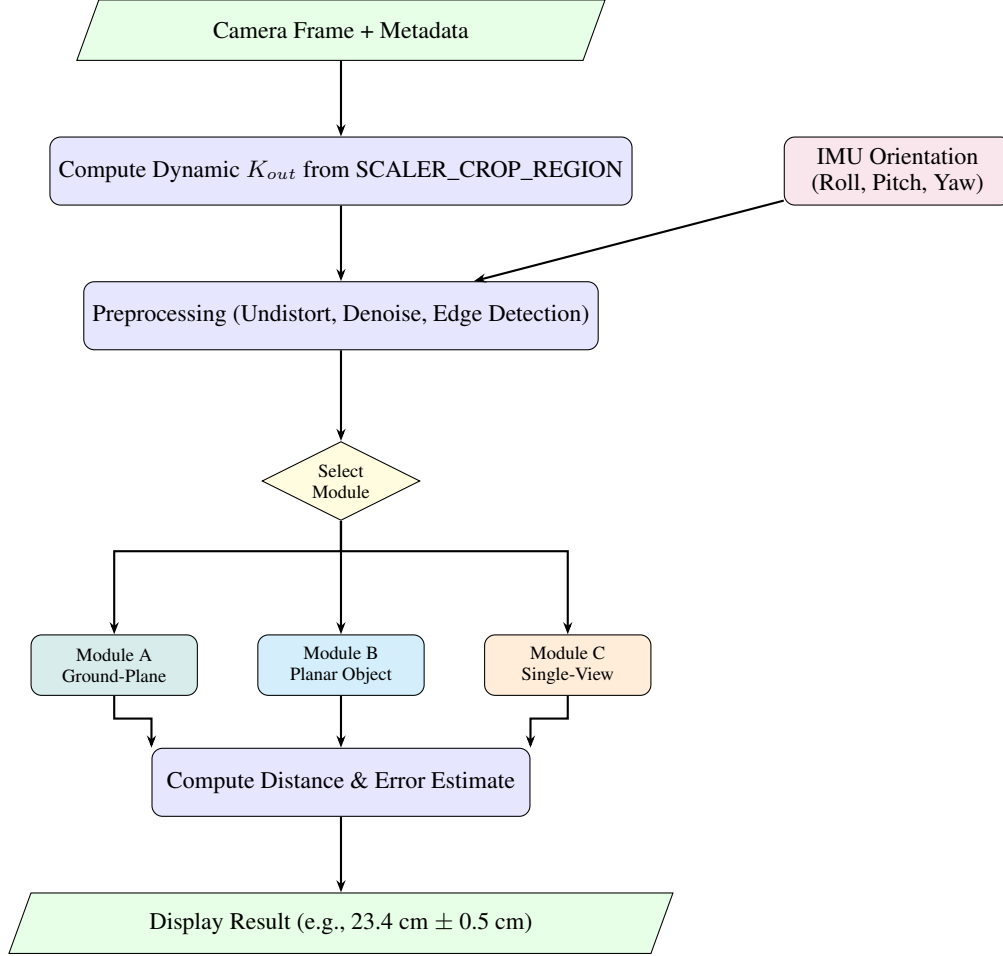 Camera Frame + Metadata
Compute Dynamic K_out from SCALER_CROP_REGION
IMU Orientation
(Roll, Pitch, Yaw)
Preprocessing (Undistort, Denoise, Edge Detection)
Select
Module
Module A
Ground-Plane
Module B
Planar Object
Module C
Single-View
Compute Distance & Error Estimate
Display Result (e.g., 23.4 cm ± 0.5 cm)